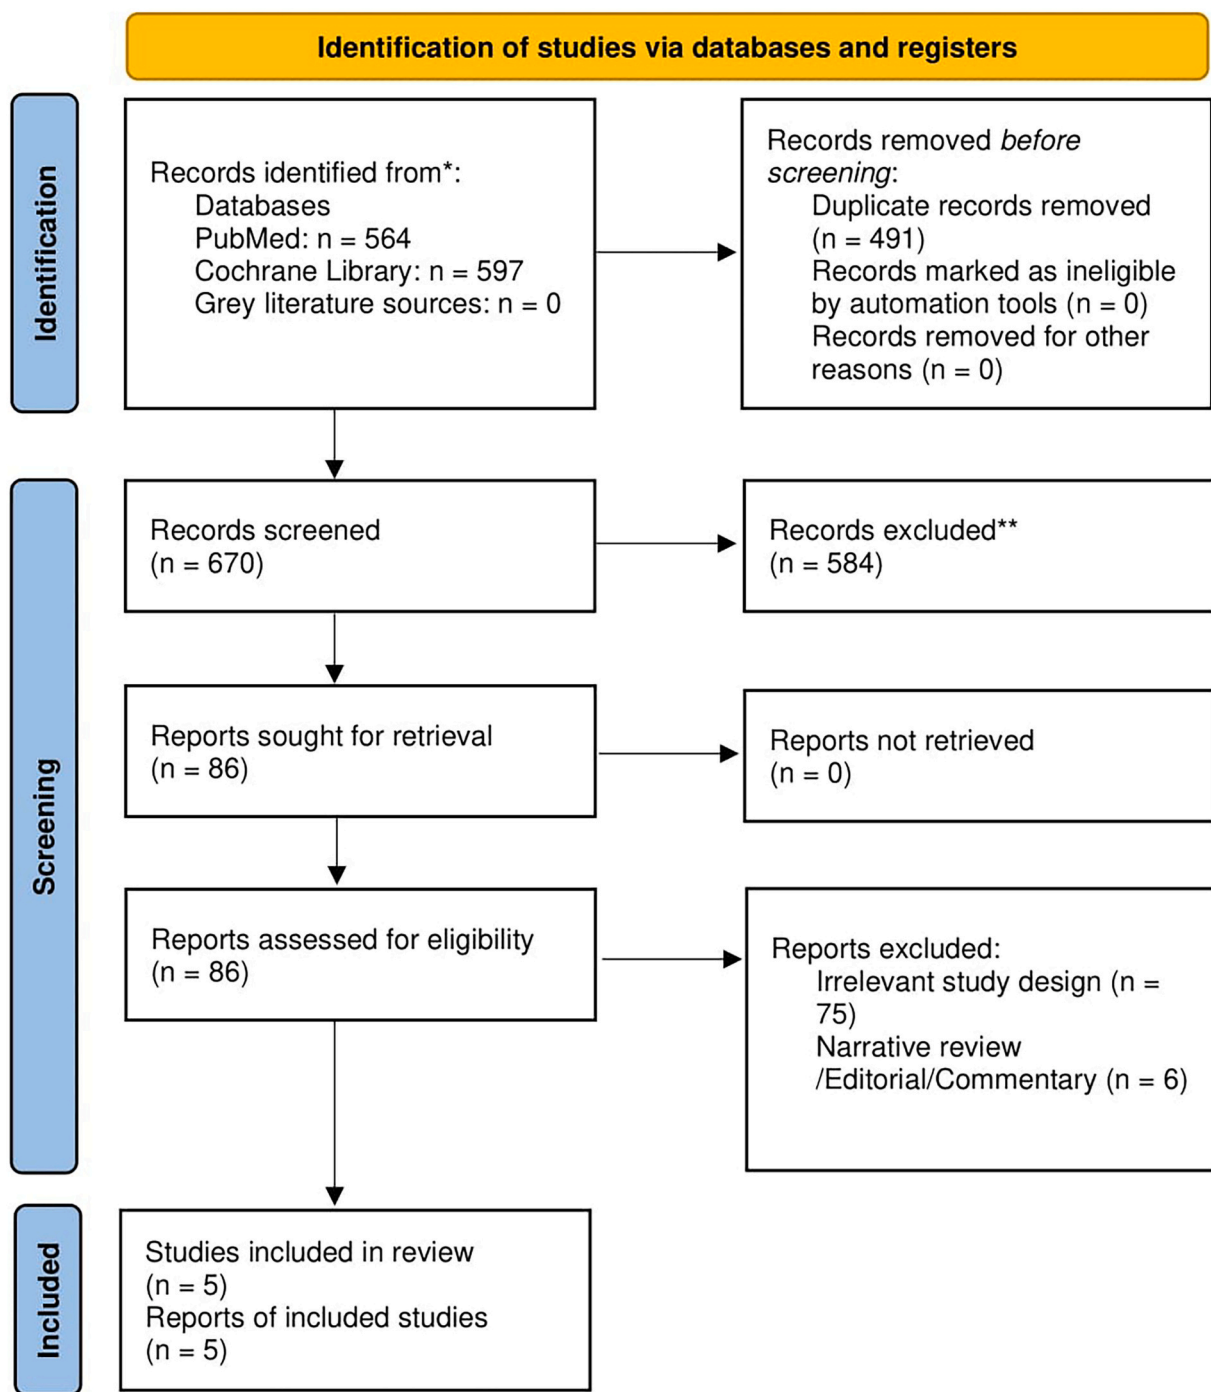 Identification of studies via databases and registers
Identification
Records identified from*:
Databases
PubMed: n = 564
Cochrane Library: n = 597
Grey literature sources: n = 0
Records removed before
screening:
Duplicate records removed
(n = 491)
Records marked as ineligible
by automation tools (n = 0)
Records removed for other
reasons (n = 0)
Screening
Records screened
(n = 670)
Records excluded**
(n = 584)
Reports sought for retrieval
(n = 86)
Reports not retrieved
(n = 0)
Reports assessed for eligibility
(n = 86)
Reports excluded:
Irrelevant study design (n =
75)
Narrative review
/Editorial/Commentary (n = 6)
Included
Studies included in review
(n = 5)
Reports of included studies
(n = 5)